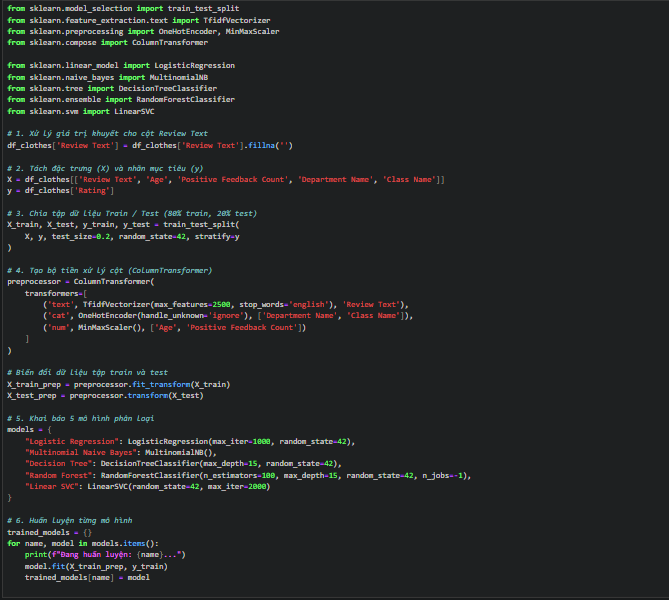 from sklearn.model_selection import train_test_split
from sklearn.feature_extraction.text import TfidfVectorizer
from sklearn.preprocessing import OneHotEncoder, MinMaxScaler
from sklearn.compose import ColumnTransformer
from sklearn.linear_model import LogisticRegression
from sklearn.naive_bayes import MultinomialNB
from sklearn.tree import DecisionTreeClassifier
from sklearn.ensemble import RandomForestClassifier
from sklearn.svm import LinearSVC
# 1. Xử lý giá trị khuyết cho cột Review Text
df_clothes['Review Text'] = df_clothes['Review Text'].fillna('')
# 2. Tách đặc trưng (X) và nhãn mục tiêu (y)
X = df_clothes[['Review Text', 'Age', 'Positive Feedback Count', 'Department Name', 'Class Name']]
y = df_clothes['Rating']
# 3. Chia tập dữ liệu Train / Test (80% train, 20% test)
X_train, X_test, y_train, y_test = train_test_split(
    X, y, test_size=0.2, random_state=42, stratify=y
)
# 4. Tạo bộ tiền xử lý cột (ColumnTransformer)
preprocessor = ColumnTransformer(
    transformers=[
        ('text', TfidfVectorizer(max_features=2500, stop_words='english'), 'Review Text'),
        ('cat', OneHotEncoder(handle_unknown='ignore'), ['Department Name', 'Class Name']),
        ('num', MinMaxScaler(), ['Age', 'Positive Feedback Count'])
    ]
)
# Biến đổi dữ liệu tập train và test
X_train_prep = preprocessor.fit_transform(X_train)
X_test_prep = preprocessor.transform(X_test)
# 5. Khai báo 5 mô hình phân loại
models = {
    "Logistic Regression": LogisticRegression(max_iter=1000, random_state=42),
    "Multinomial Naive Bayes": MultinomialNB(),
    "Decision Tree": DecisionTreeClassifier(max_depth=15, random_state=42),
    "Random Forest": RandomForestClassifier(n_estimators=100, max_depth=15, random_state=42, n_jobs=-1),
    "Linear SVC": LinearSVC(random_state=42, max_iter=2000)
}
# 6. Huấn luyện từng mô hình
trained_models = {}
for name, model in models.items():
    print(f"Đang huấn luyện: {name}...")
    model.fit(X_train_prep, y_train)
    trained_models[name] = model